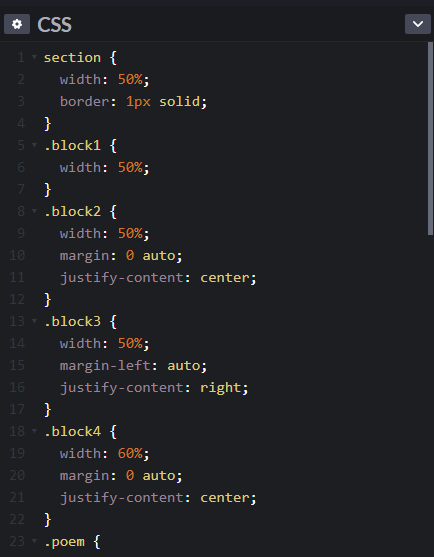 CSS
1 section {
2   width: 50%;
3   border: 1px solid;
4 }
5 .block1 {
6   width: 50%;
7 }
8 .block2 {
9   width: 50%;
10   margin: 0 auto;
11   justify-content: center;
12 }
13 .block3 {
14   width: 50%;
15   margin-left: auto;
16   justify-content: right;
17 }
18 .block4 {
19   width: 60%;
20   margin: 0 auto;
21   justify-content: center;
22 }
23 .poem {